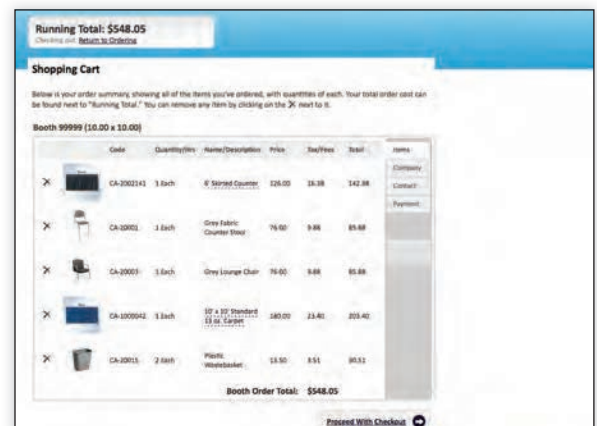 Running Total: $548.05
Checking out. Return to Ordering
Shopping Cart
Below is your order summary, showing all of the items you've ordered, with quantities of each. Your total order cost can
be found next to "Running Total." You can remove any item by clicking on the X next to it.
Booth 99999 (10.00 x 10.00)
Code Quantity/Hrs Name/Description Price Tax/Fees Total Items
Company
Contact
Payment
X CA-2002141 1 Each 6' Skirted Counter 126.00 16.38 142.38
X CA-20001 1 Each Grey Fabric
Counter Stool 76.00 9.88 85.88
X CA-20003 1 Each Grey Lounge Chair 76.00 9.88 85.88
X CA-1000042 1 Each 10' x 10' Standard
13 oz. Carpet 180.00 23.40 203.40
X CA-20015 2 Each Plastic
Wastebasket 13.50 3.51 30.51
Booth Order Total: $548.05
Proceed With Checkout